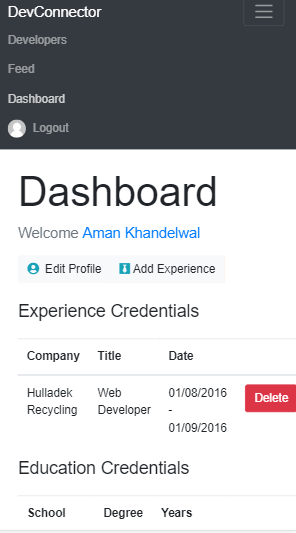 DevConnector
Developers
Feed
Dashboard
Logout
Dashboard
Welcome Aman Khandelwal
Edit Profile Add Experience
Experience Credentials
Company Title Date
Hulladek Web 01/08/2016 Delete
Recycling Developer -
01/09/2016
Education Credentials
School Degree Years